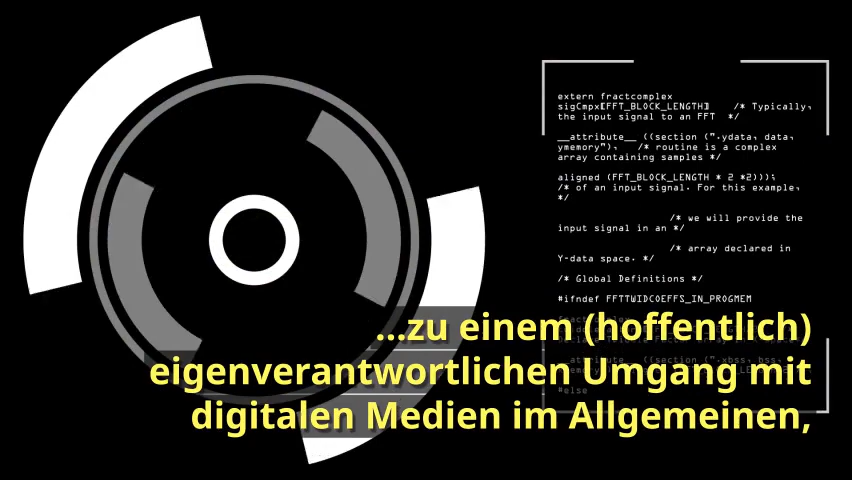 extern fractcomplex
sigCmpx[FFT_BLOCK_LENGTH] /* Typically,
the input signal to an FFT */
__attribute__ ((section (".ydata, data,
ymemory"), /* routine is a complex
array containing samples */
aligned (FFT_BLOCK_LENGTH * 2 *2)));
/* of an input signal. For this example,
*/
/* we will provide the
input signal in an */
/* array declared in
Y-data space. */
/* Global Definitions */
#ifndef FFTTWIDCOEFFS_IN_PROGMEM
...zu einem (hoffentlich)
eigenverantwortlichen Umgang mit
digitalen Medien im Allgemeinen,
#else